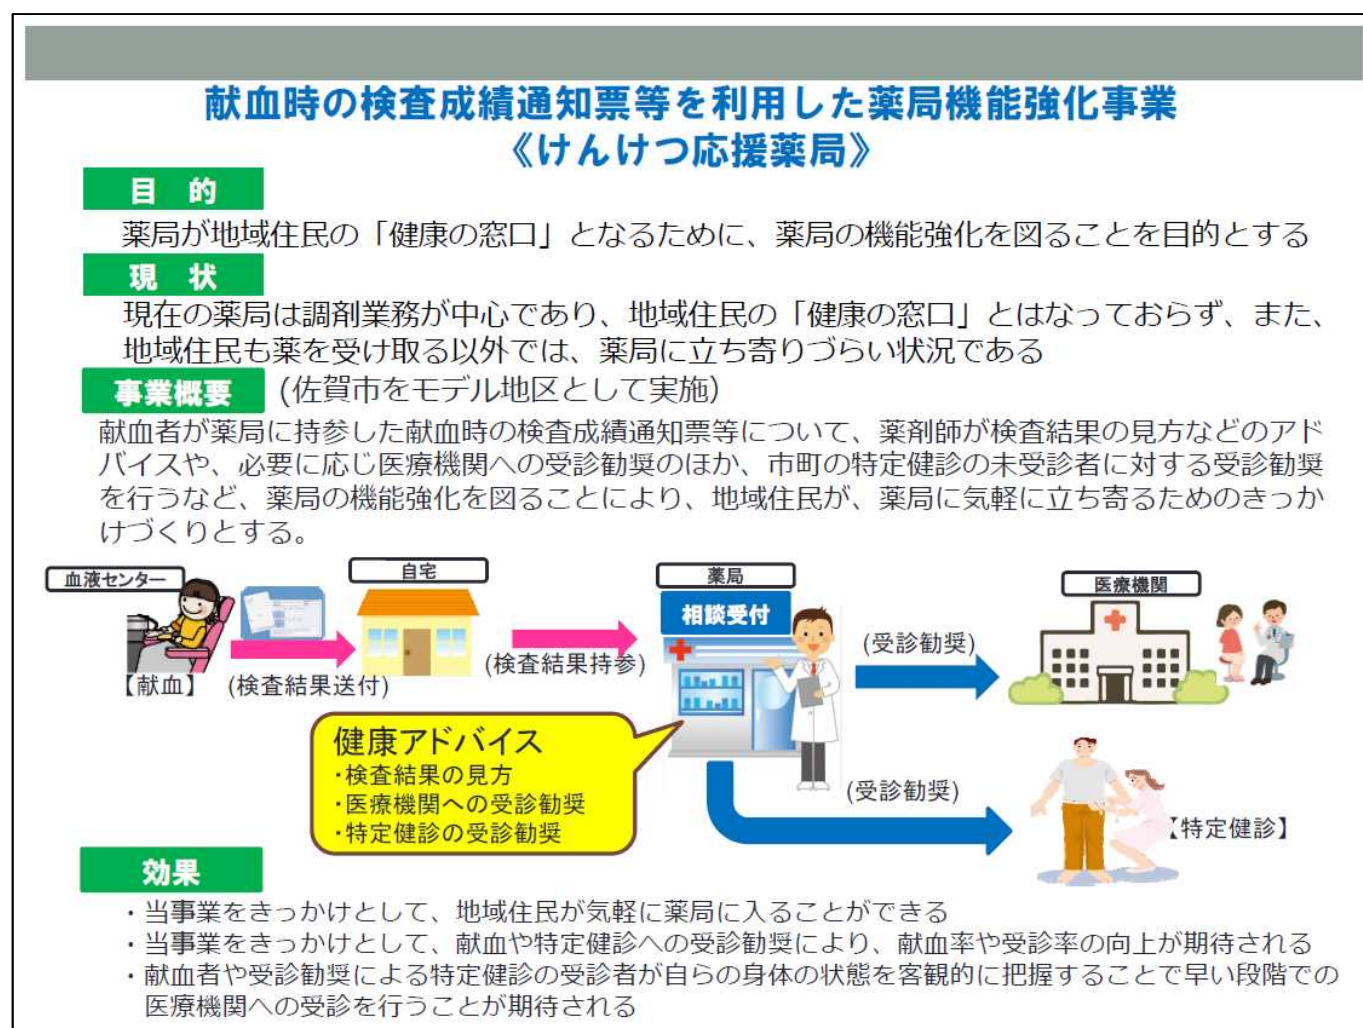 献血時の検査成績通知票等を利用した薬局機能強化事業
《けんけつ応援薬局》
目 的
薬局が地域住民の「健康の窓口」となるために、薬局の機能強化を図ることを目的とする
現 状
現在の薬局は調剤業務が中心であり、地域住民の「健康の窓口」とはなっておらず、また、
地域住民も薬を受け取る以外では、薬局に立ち寄りづらい状況である
事業概要 (佐賀市をモデル地区として実施)
献血者が薬局に持参した献血時の検査成績通知票等について、薬剤師が検査結果の見方などのアド
バイスや、必要に応じ医療機関への受診勧奨のほか、市町の特定健診の未受診者に対する受診勧奨
を行うなど、薬局の機能強化を図ることにより、地域住民が、薬局に気軽に立ち寄るためのきっか
けづくりとする。
血液センター
自宅
薬局
医療機関
相談受付
【献血】
(検査結果送付)
(検査結果持参)
(受診勧奨)
健康アドバイス
・検査結果の見方
・医療機関への受診勧奨
・特定健診の受診勧奨
(受診勧奨)
【特定健診】
効果
・当事業をきっかけとして、地域住民が気軽に薬局に入ることができる
・当事業をきっかけとして、献血や特定健診への受診勧奨により、献血率や受診率の向上が期待される
・献血者や受診勧奨による特定健診の受診者が自らの身体の状態を客観的に把握することで早い段階での
医療機関への受診を行うことが期待される